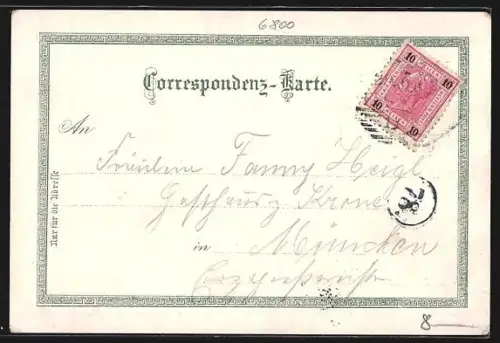 6800
Correspondenz-Karte.
10 10
10 10
An
Fräulein Fanny Heigl
Gasthaus z Krone
in München
Nur für die Adresse
8